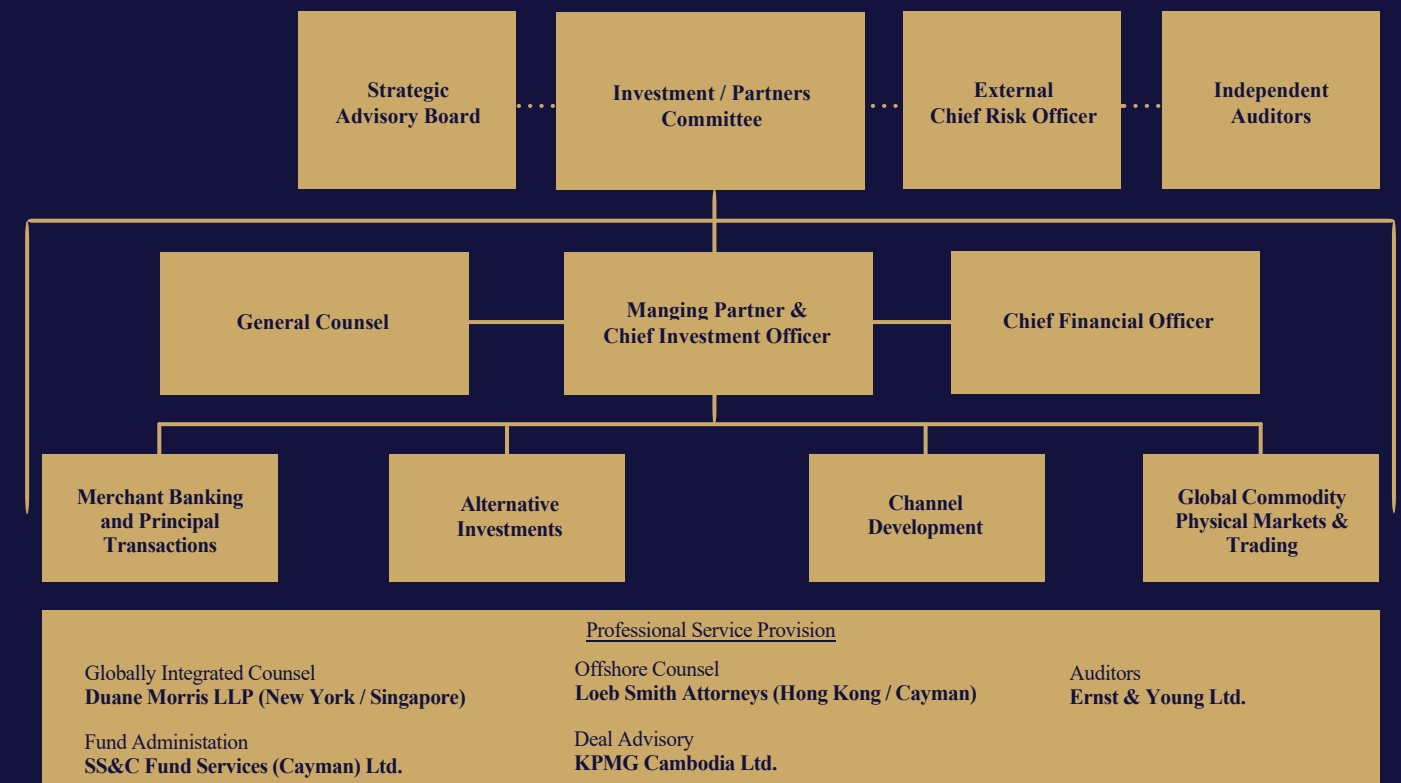 Strategic
Advisory Board
Investment / Partners
Committee
External
Chief Risk Officer
Independent
Auditors
General Counsel
Manging Partner &
Chief Investment Officer
Chief Financial Officer
Merchant Banking
and Principal
Transactions
Alternative
Investments
Channel
Development
Global Commodity
Physical Markets &
Trading
Professional Service Provision
Globally Integrated Counsel
Duane Morris LLP (New York / Singapore)
Offshore Counsel
Loeb Smith Attorneys (Hong Kong / Cayman)
Auditors
Ernst & Young Ltd.
Fund Administation
SS&C Fund Services (Cayman) Ltd.
Deal Advisory
KPMG Cambodia Ltd.